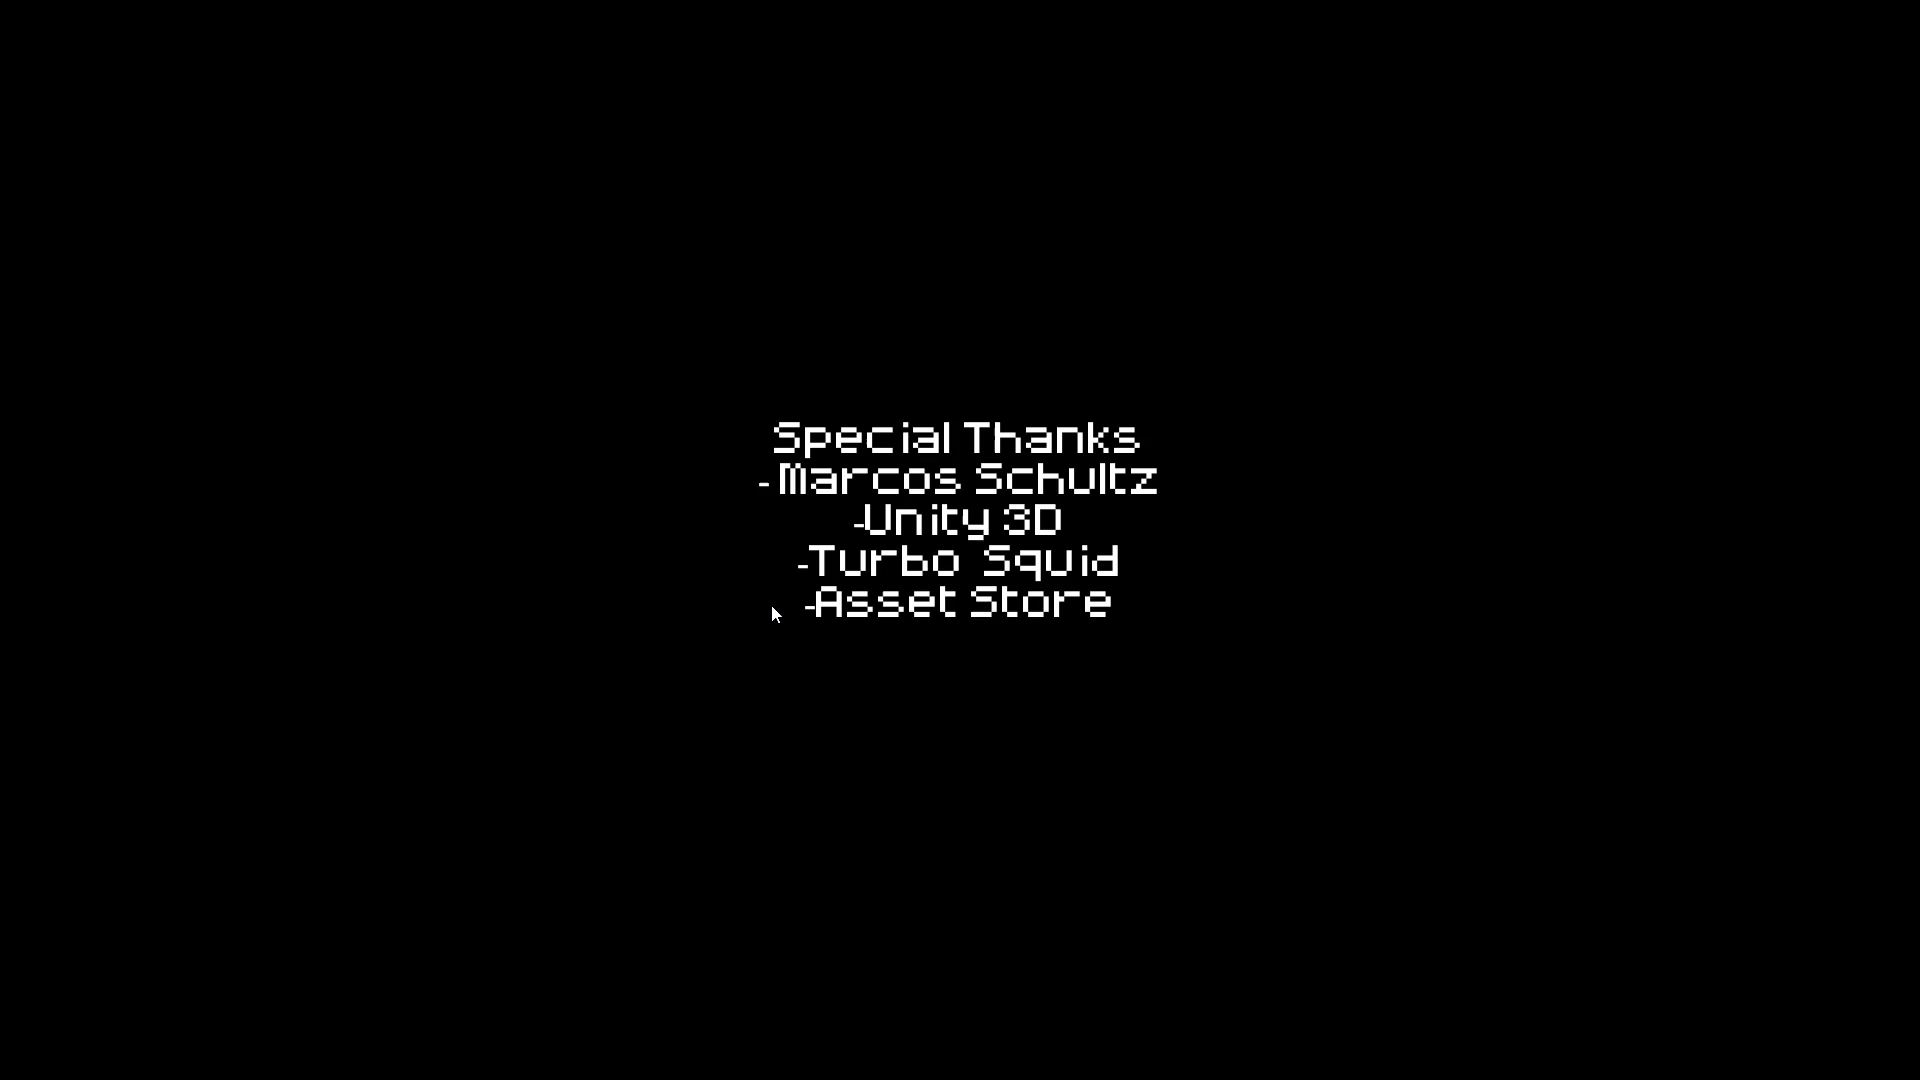 Special Thanks
- Marcos Schultz
-Unity 3D
-Turbo  Squid
-Asset Store